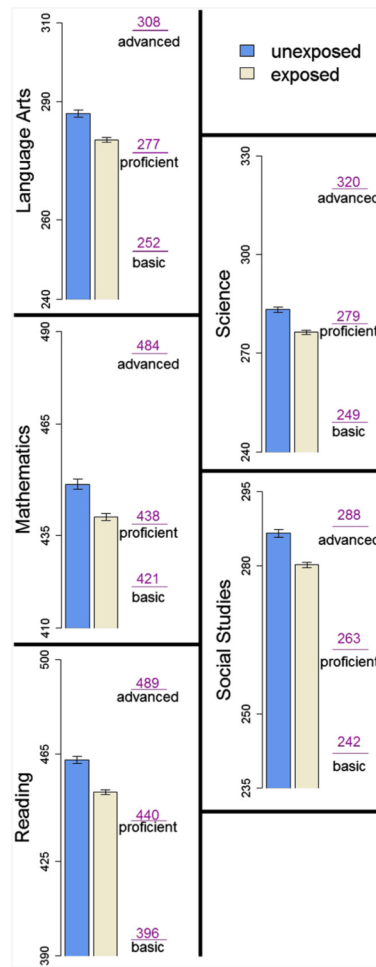 Language Arts
310
290
260
240
308
advanced
277
proficient
252
basic
Mathematics
490
465
435
410
484
advanced
438
proficient
421
basic
Reading
500
465
425
390
489
advanced
440
proficient
396
basic
unexposed
exposed
Science
330
300
270
240
320
advanced
279
proficient
249
basic
Social Studies
295
280
250
235
288
advanced
263
proficient
242
basic